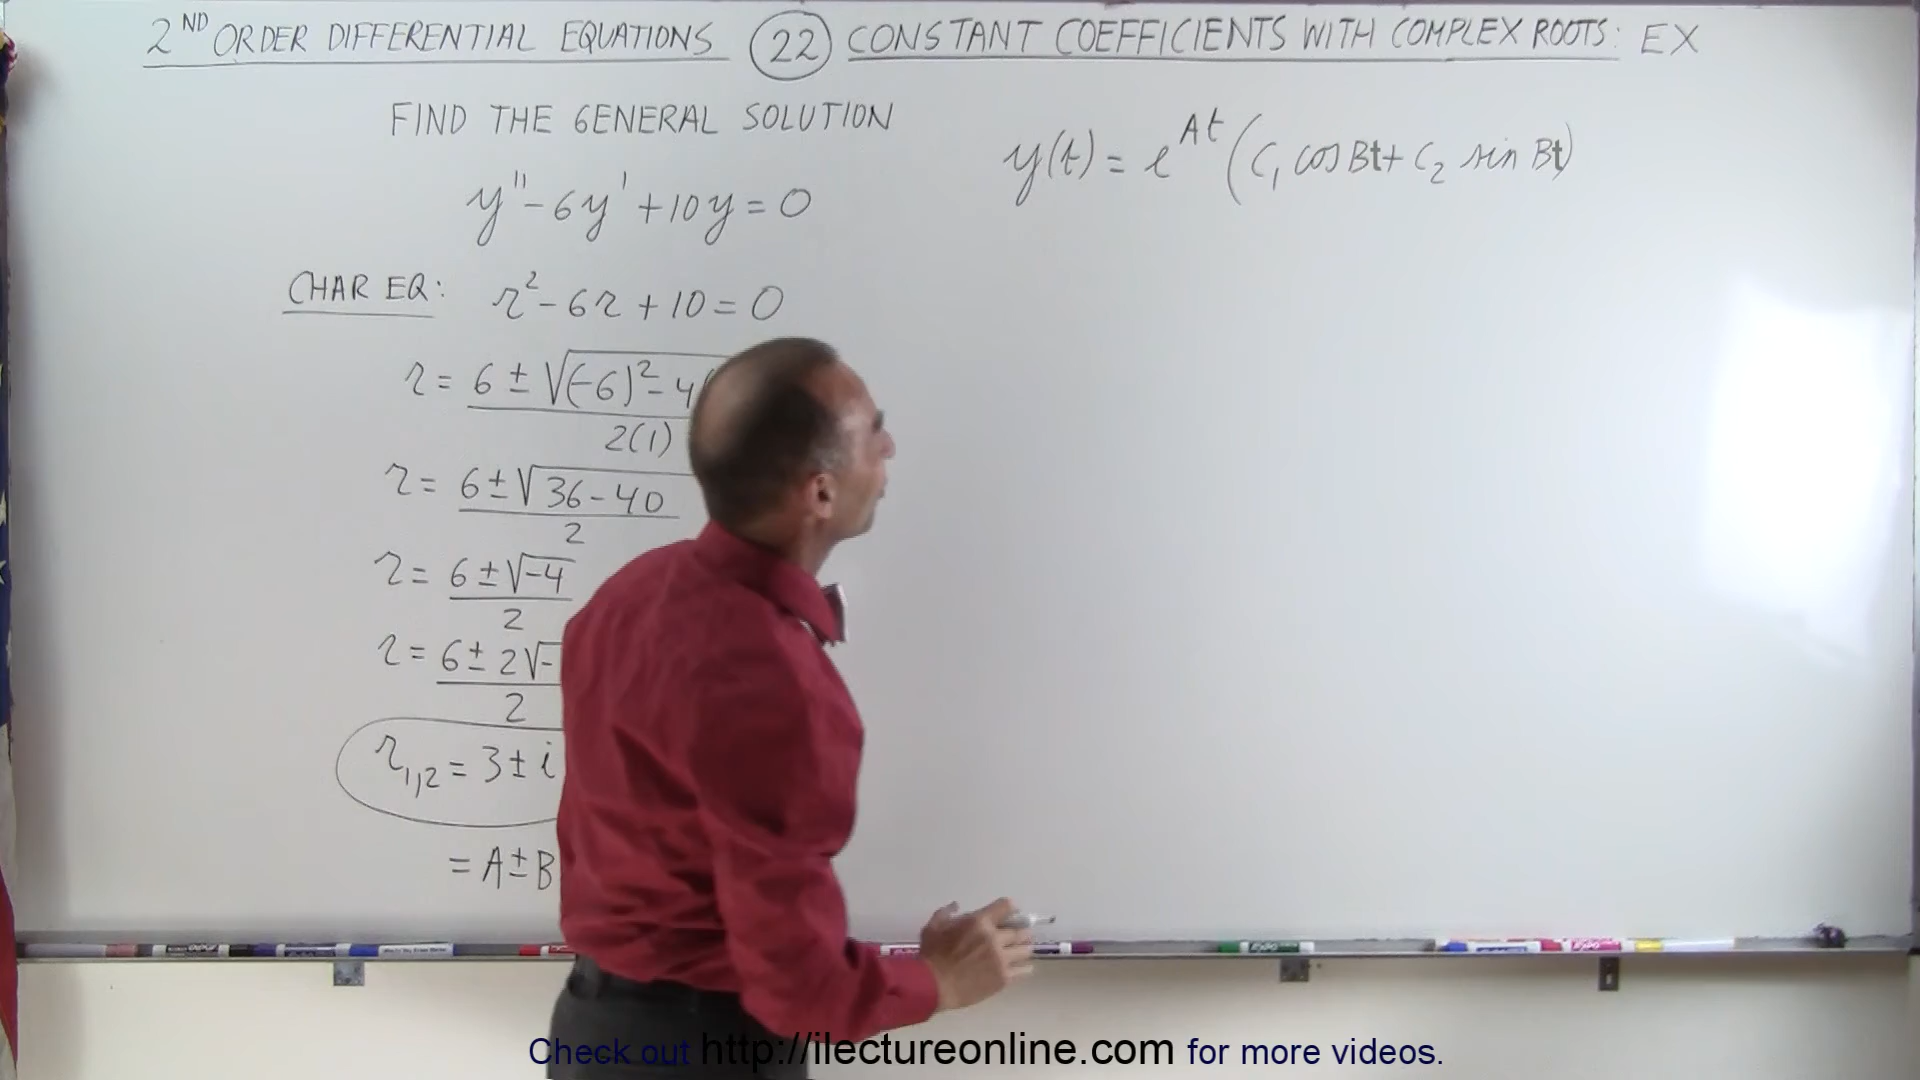 2ND ORDER DIFFERENTIAL EQUATIONS (22) CONSTANT COEFFICIENTS WITH COMPLEX ROOTS: EX
FIND THE GENERAL SOLUTION
y'' - 6y' + 10y = 0
CHAR EQ: r² - 6r + 10 = 0
r = 6 ± √(-6)² - 4(
2(1)
r = 6 ± √36 - 40
2
r = 6 ± √-4
2
r = 6 ± 2√-
2
r₁,₂ = 3 ± i
= A ± B
y(t) = e^At (C₁ cos Bt + C₂ sin Bt)
Check out http://ilectureonline.com for more videos.